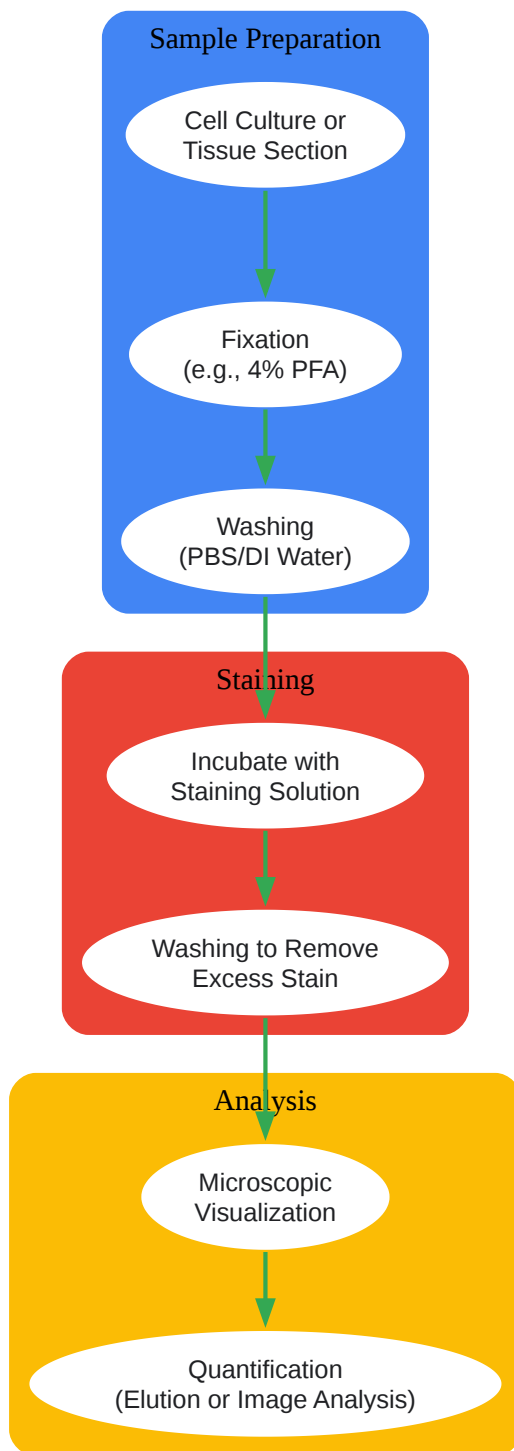 Sample Preparation
Cell Culture or
Tissue Section
Fixation
(e.g., 4% PFA)
Washing
(PBS/DI Water)
Staining
Incubate with
Staining Solution
Washing to Remove
Excess Stain
Analysis
Microscopic
Visualization
Quantification
(Elution or Image Analysis)